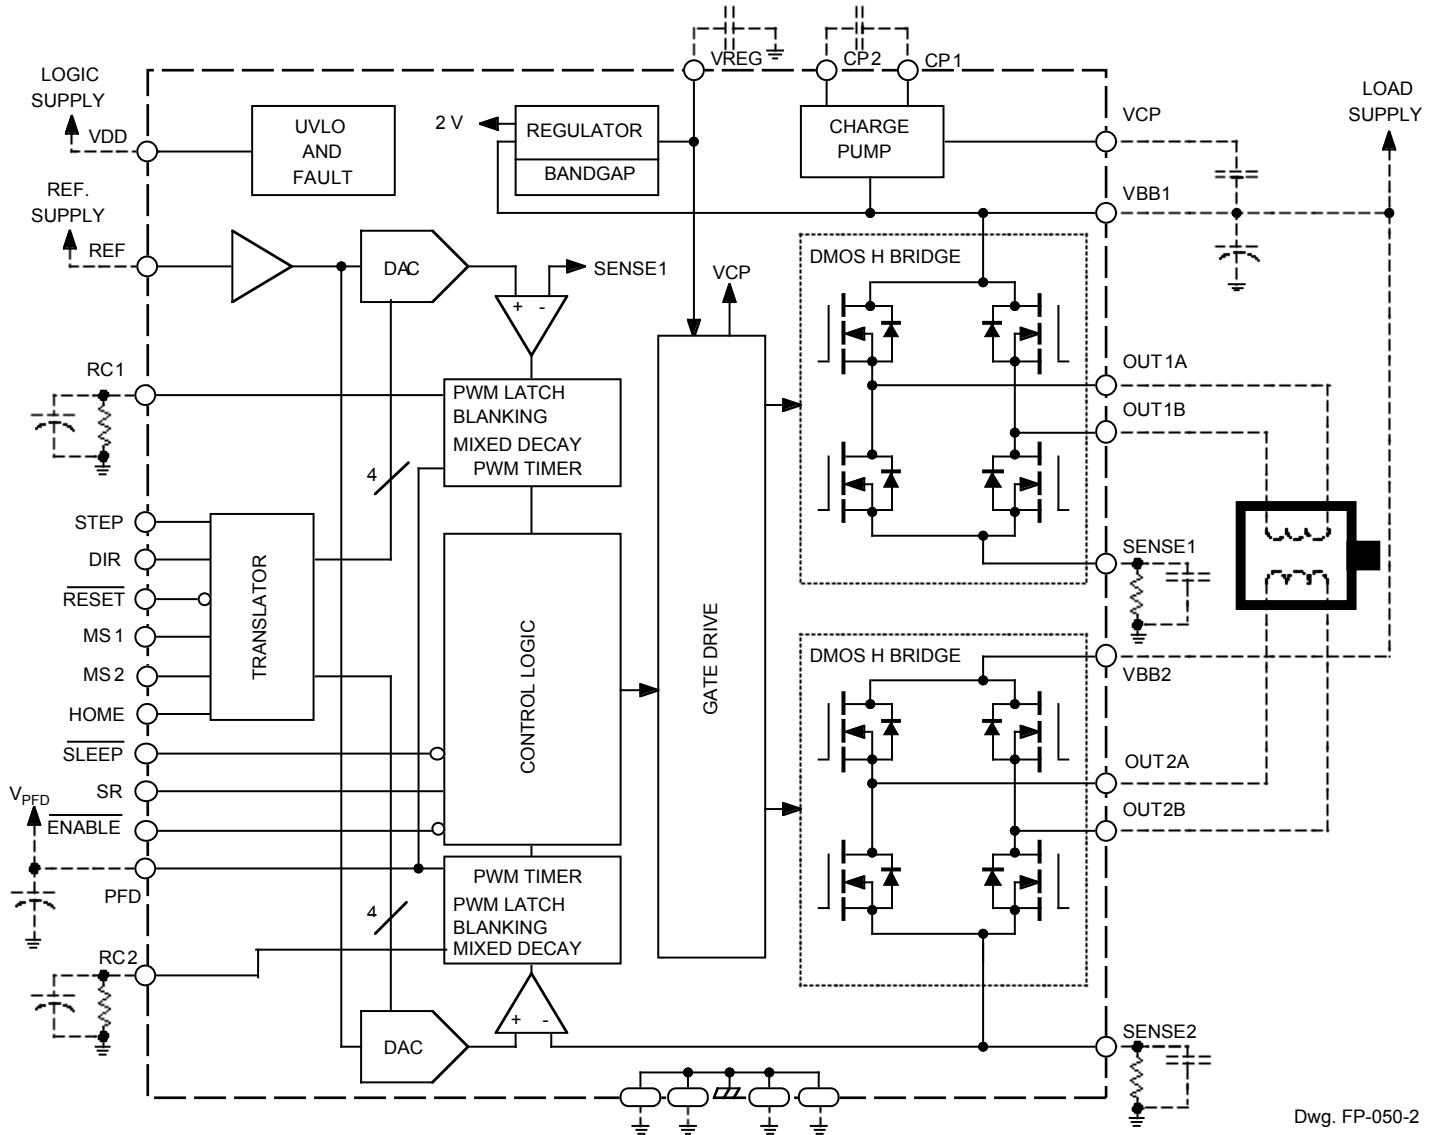 VREG
CP2
CP1
LOGIC
SUPPLY
VDD
UVLO
AND
FAULT
2 V
REGULATOR
BANDGAP
CHARGE
PUMP
VCP
LOAD
SUPPLY
VBB1
REF.
SUPPLY
REF
DAC
SENSE1
+ -
VCP
DMOS H BRIDGE
OUT1A
OUT1B
RC1
PWM LATCH
BLANKING
MIXED DECAY
PWM TIMER
4
STEP
DIR
RESET
MS1
MS2
HOME
SLEEP
SR
ENABLE
VPFD
PFD
TRANSLATOR
CONTROL LOGIC
GATE DRIVE
SENSE1
DMOS H BRIDGE
VBB2
OUT2A
OUT2B
PWM TIMER
PWM LATCH
BLANKING
MIXED DECAY
4
RC2
DAC
+ -
SENSE2
Dwg. FP-050-2